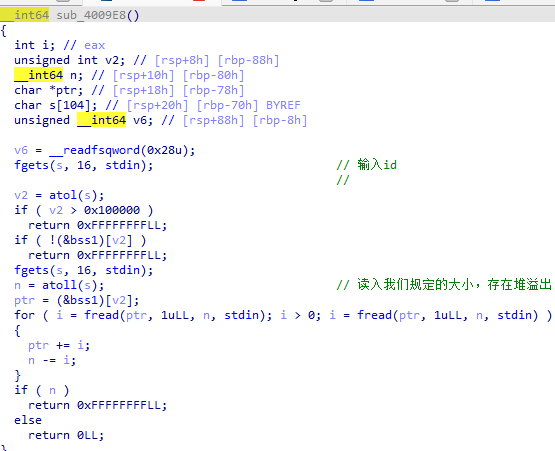 __int64 sub_4009E8()
{
int i; // eax
unsigned int v2; // [rsp+8h] [rbp-88h]
__int64 n; // [rsp+10h] [rbp-80h]
char *ptr; // [rsp+18h] [rbp-78h]
char s[104]; // [rsp+20h] [rbp-70h] BYREF
unsigned __int64 v6; // [rsp+88h] [rbp-8h]
v6 = __readfsqword(0x28u);
fgets(s, 16, stdin); // 输入id
//
v2 = atol(s);
if ( v2 > 0x100000 )
return 0xFFFFFFFFLL;
if ( !(&bss1)[v2] )
return 0xFFFFFFFFLL;
fgets(s, 16, stdin);
n = atoll(s); // 读入我们规定的大小，存在堆溢出
ptr = (&bss1)[v2];
for ( i = fread(ptr, 1uLL, n, stdin); i > 0; i = fread(ptr, 1uLL, n, stdin) )
{
ptr += i;
n -= i;
}
if ( n )
return 0xFFFFFFFFLL;
else
return 0LL;
}